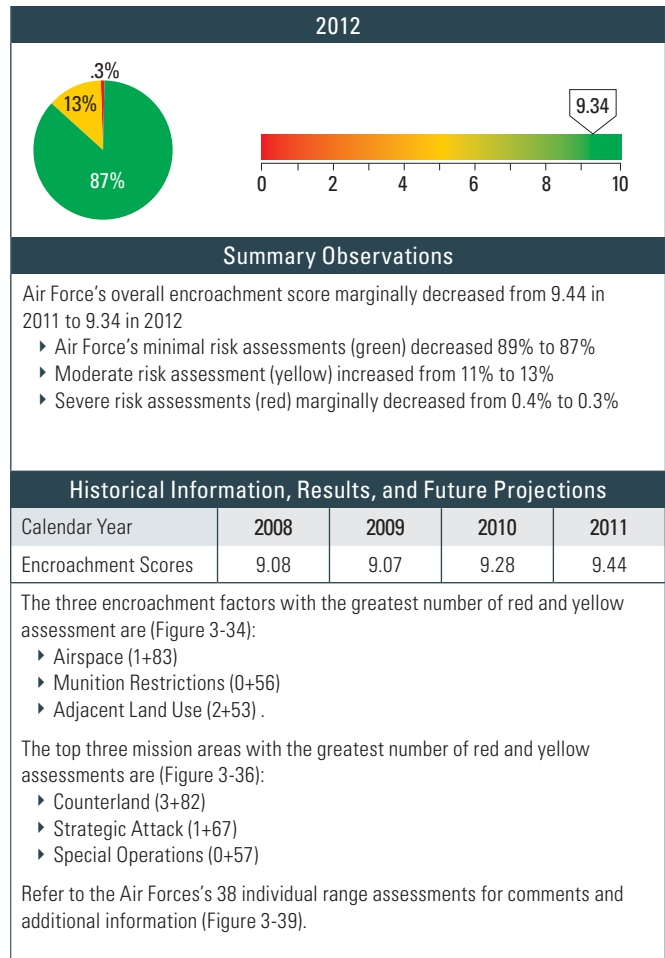 2012
.3%
13%
87%
9.34
0 2 4 6 8 10
Summary Observations
Air Force's overall encroachment score marginally decreased from 9.44 in
2011 to 9.34 in 2012
Air Force's minimal risk assessments (green) decreased 89% to 87%
Moderate risk assessment (yellow) increased from 11% to 13%
Severe risk assessments (red) marginally decreased from 0.4% to 0.3%
Historical Information, Results, and Future Projections
Calendar Year 2008 2009 2010 2011
Encroachment Scores 9.08 9.07 9.28 9.44
The three encroachment factors with the greatest number of red and yellow
assessment are (Figure 3-34):
Airspace (1+83)
Munition Restrictions (0+56)
Adjacent Land Use (2+53) .
The top three mission areas with the greatest number of red and yellow
assessments are (Figure 3-36):
Counterland (3+82)
Strategic Attack (1+67)
Special Operations (0+57)
Refer to the Air Forces's 38 individual range assessments for comments and
additional information (Figure 3-39).